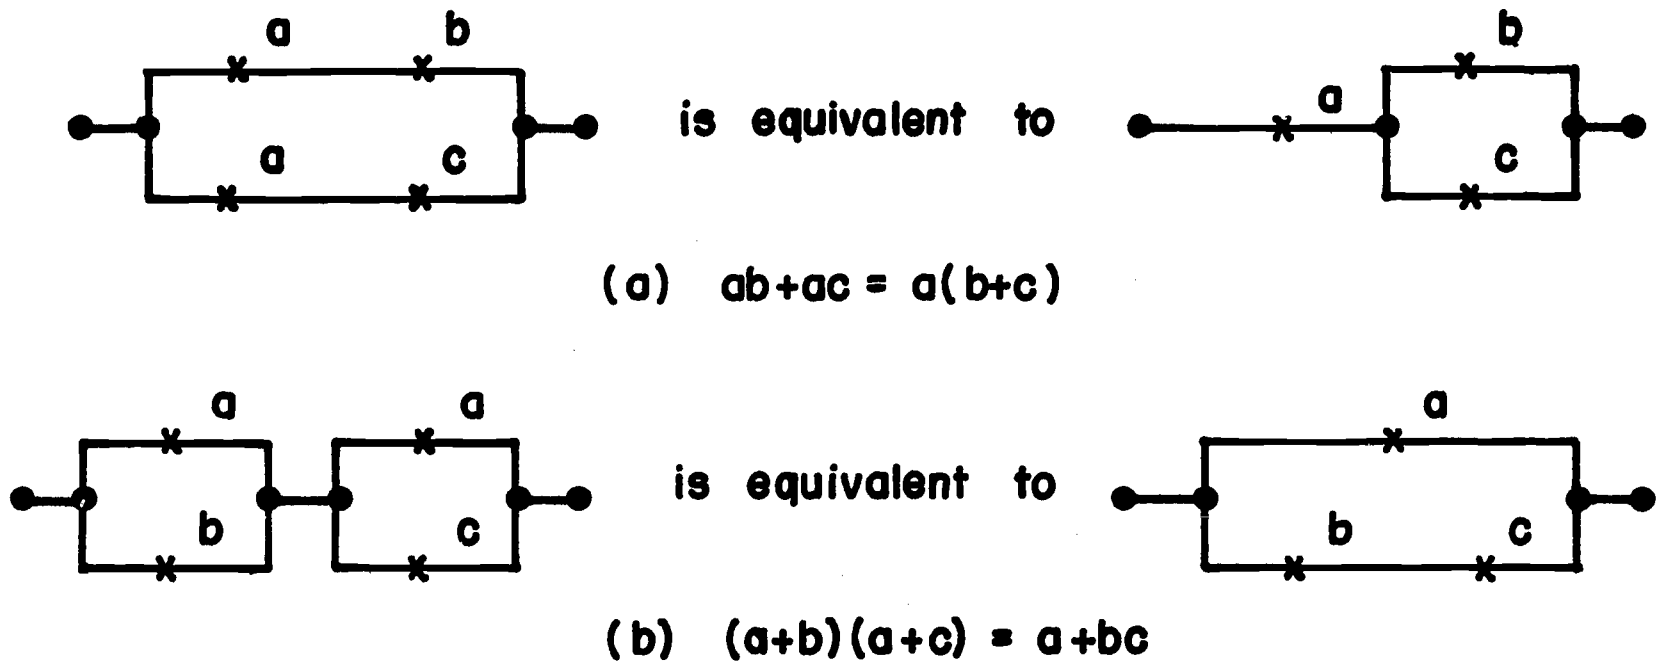 a b b
is equivalent to a
a c c
(a) ab+ac = a(b+c)
a a a
is equivalent to
b c b c
(b) (a+b)(a+c) = a+bc